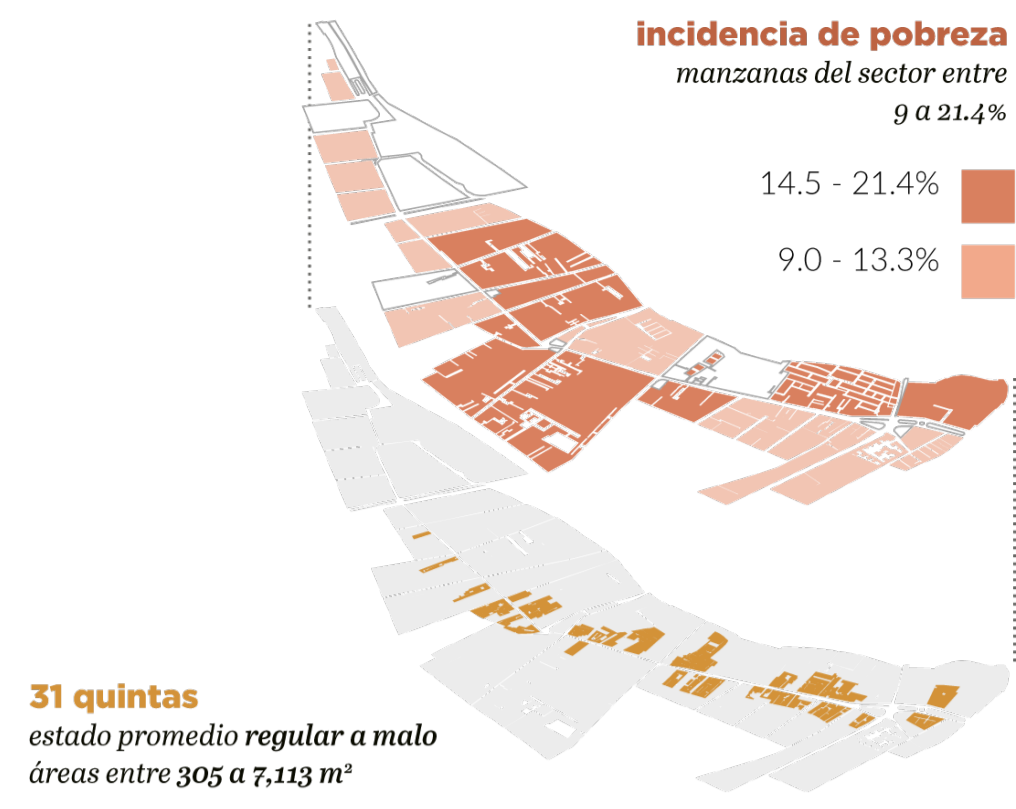 incidencia de pobreza
manzanas del sector entre
9 a 21.4%
14.5 - 21.4%
9.0 - 13.3%
31 quintas
estado promedio regular a malo
áreas entre 305 a 7,113 m²